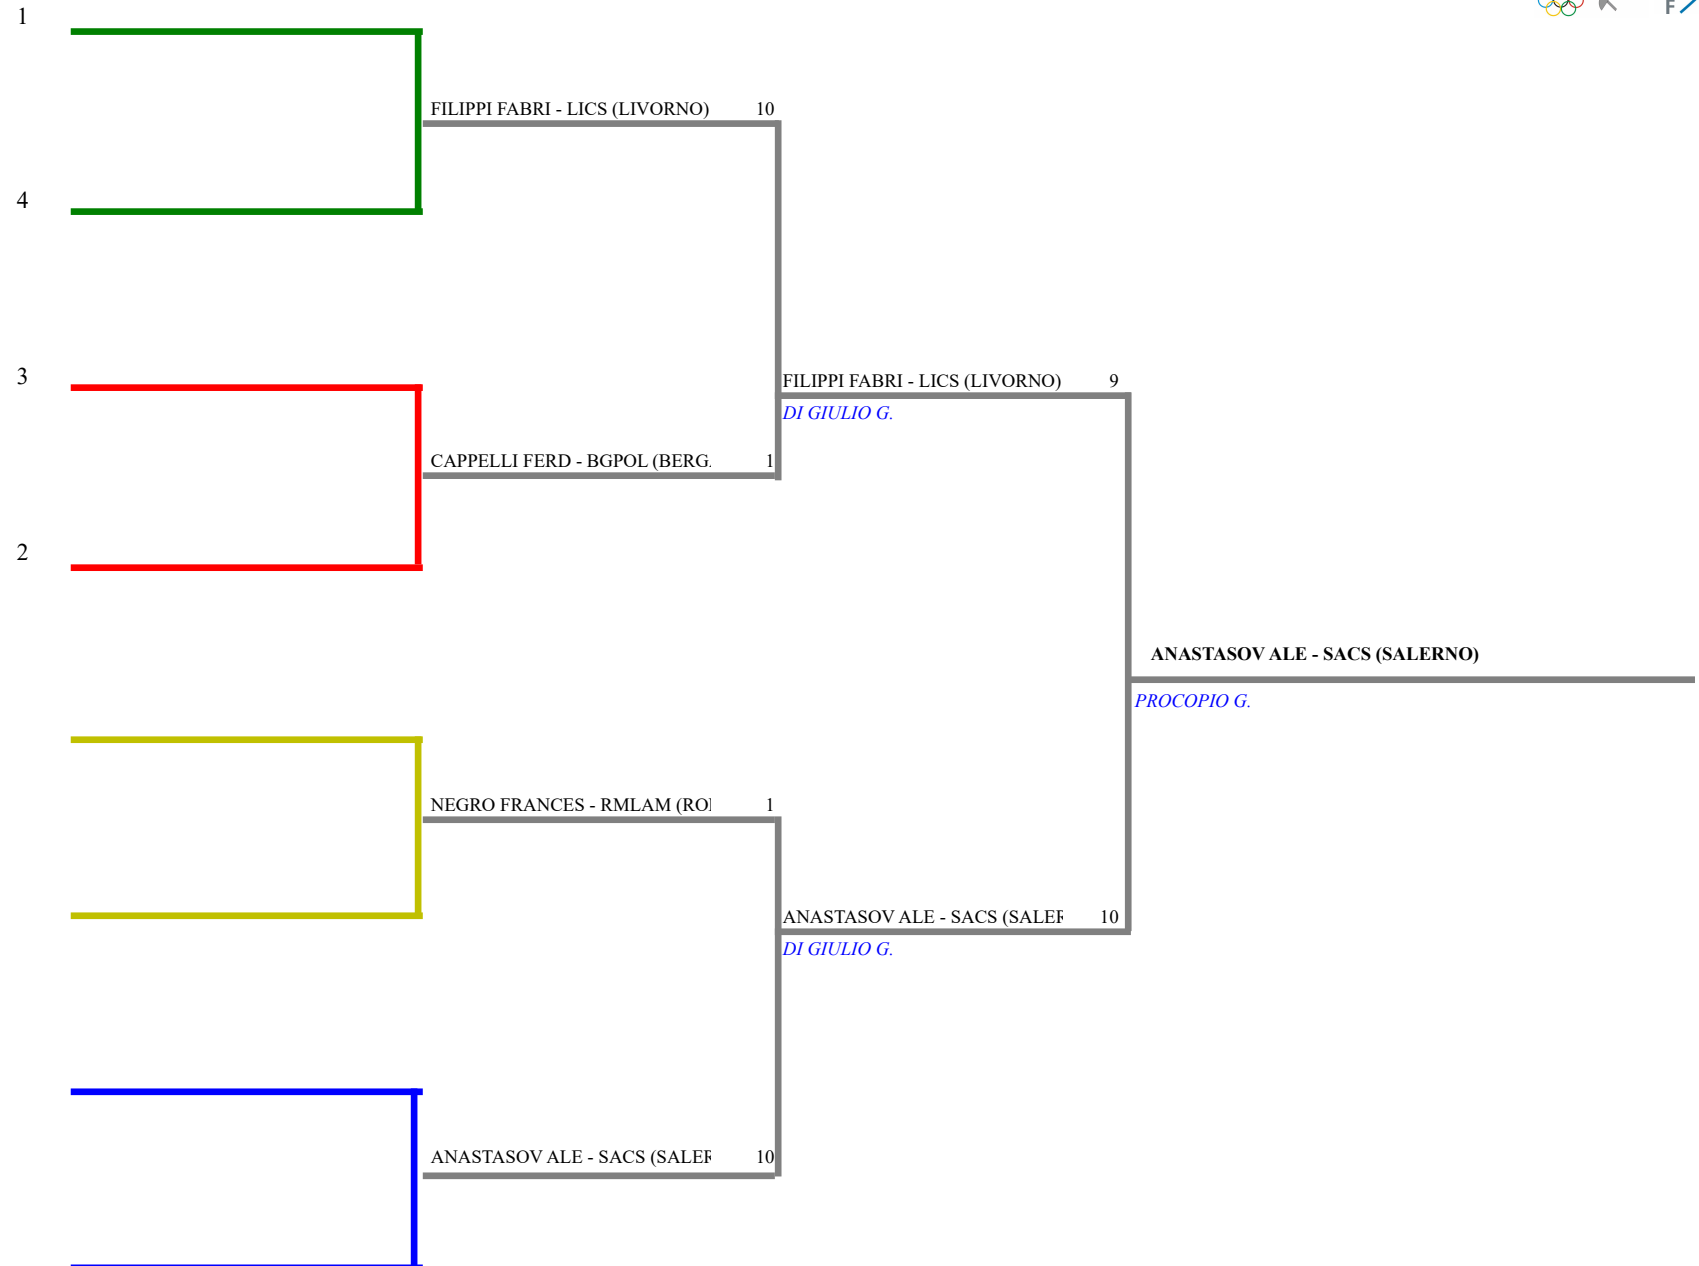 1
FILIPPI FABRI - LICS (LIVORNO) 10
4
3
FILIPPI FABRI - LICS (LIVORNO) 9
DI GIULIO G.
CAPPELLI FERD - BGPOL (BERG. 1
2
ANASTASOV ALE - SACS (SALERNO)
PROCOPIO G.
NEGRO FRANCES - RMLAM (RO 1
ANASTASOV ALE - SACS (SALER 10
DI GIULIO G.
ANASTASOV ALE - SACS (SALER 10
F